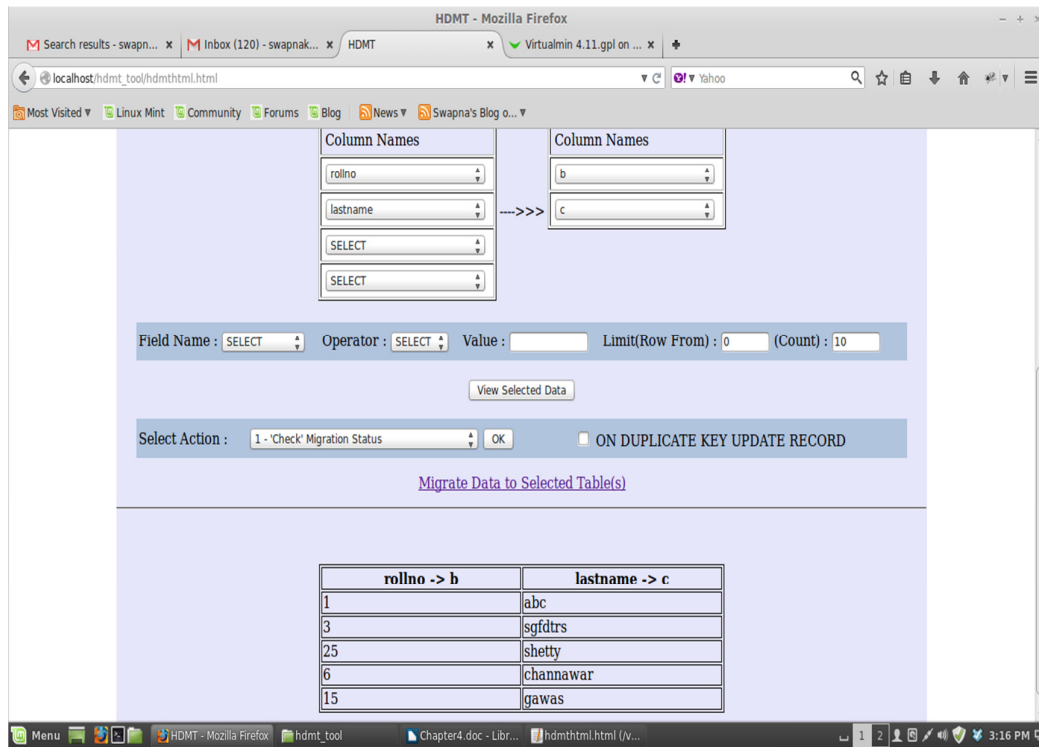 HDMT - Mozilla Firefox
Search results - swapn... x Inbox (120) - swapnak... x HDMT x Virtualmin 4.11.gpl on ... x
localhost/hdmt_tool/hdmthtml.html Yahoo
Most Visited Linux Mint Community Forums Blog News Swapna's Blog o...
Column Names Column Names
rollno b
lastname ---->>> c
SELECT
SELECT
Field Name : SELECT Operator : SELECT Value : Limit(Row From) : 0 (Count) : 10
View Selected Data
Select Action : 1 - 'Check' Migration Status OK ON DUPLICATE KEY UPDATE RECORD
Migrate Data to Selected Table(s)
rollno -> b lastname -> c
1 abc
3 sgfdtrs
25 shetty
6 channawar
15 gawas
Menu HDMT - Mozilla Firefox hdmt_tool Chapter4.doc - Libr... hdmthtml.html (/v... 1 2 3:16 PM